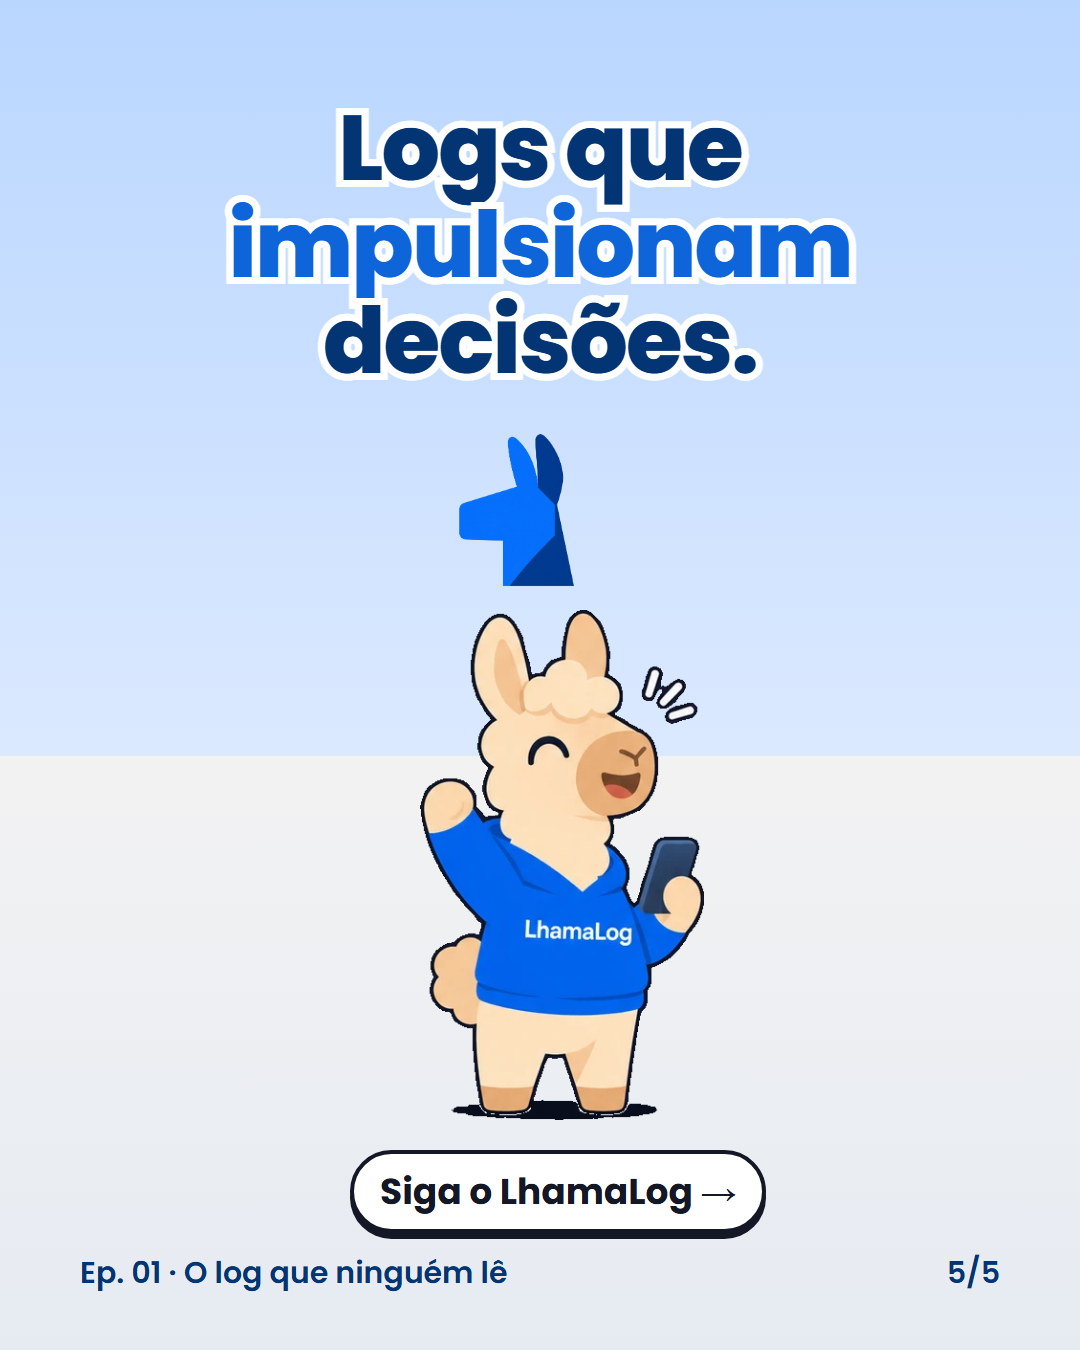 Logs que
impulsionam
decisões.
LhamaLog
Siga o LhamaLog →
Ep. 01 · O log que ninguém lê
5/5